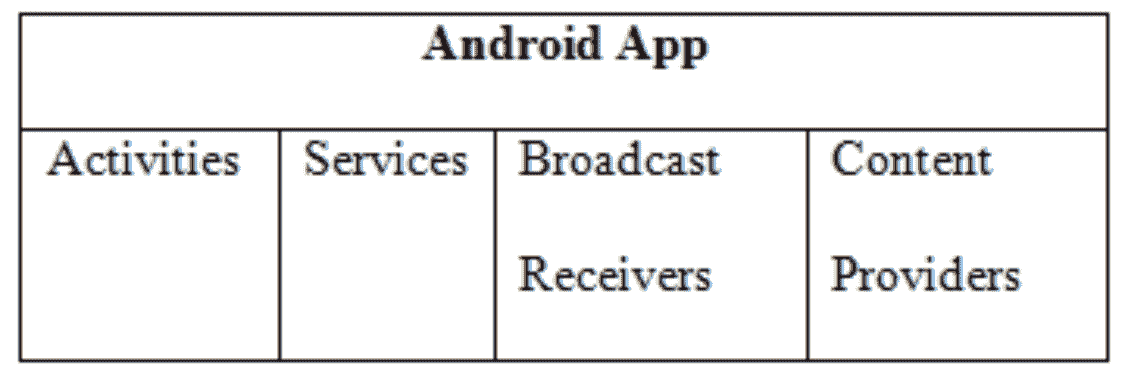 Android App
Activities
Services
Broadcast
Receivers
Content
Providers